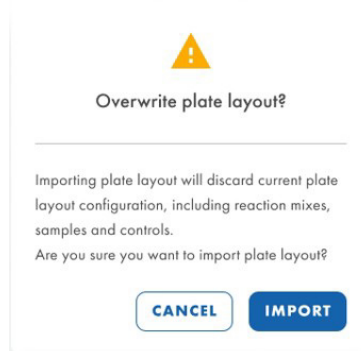 Overwrite plate layout?
Importing plate layout will discard current plate
layout configuration, including reaction mixes,
samples and controls.
Are you sure you want to import plate layout?
CANCEL IMPORT